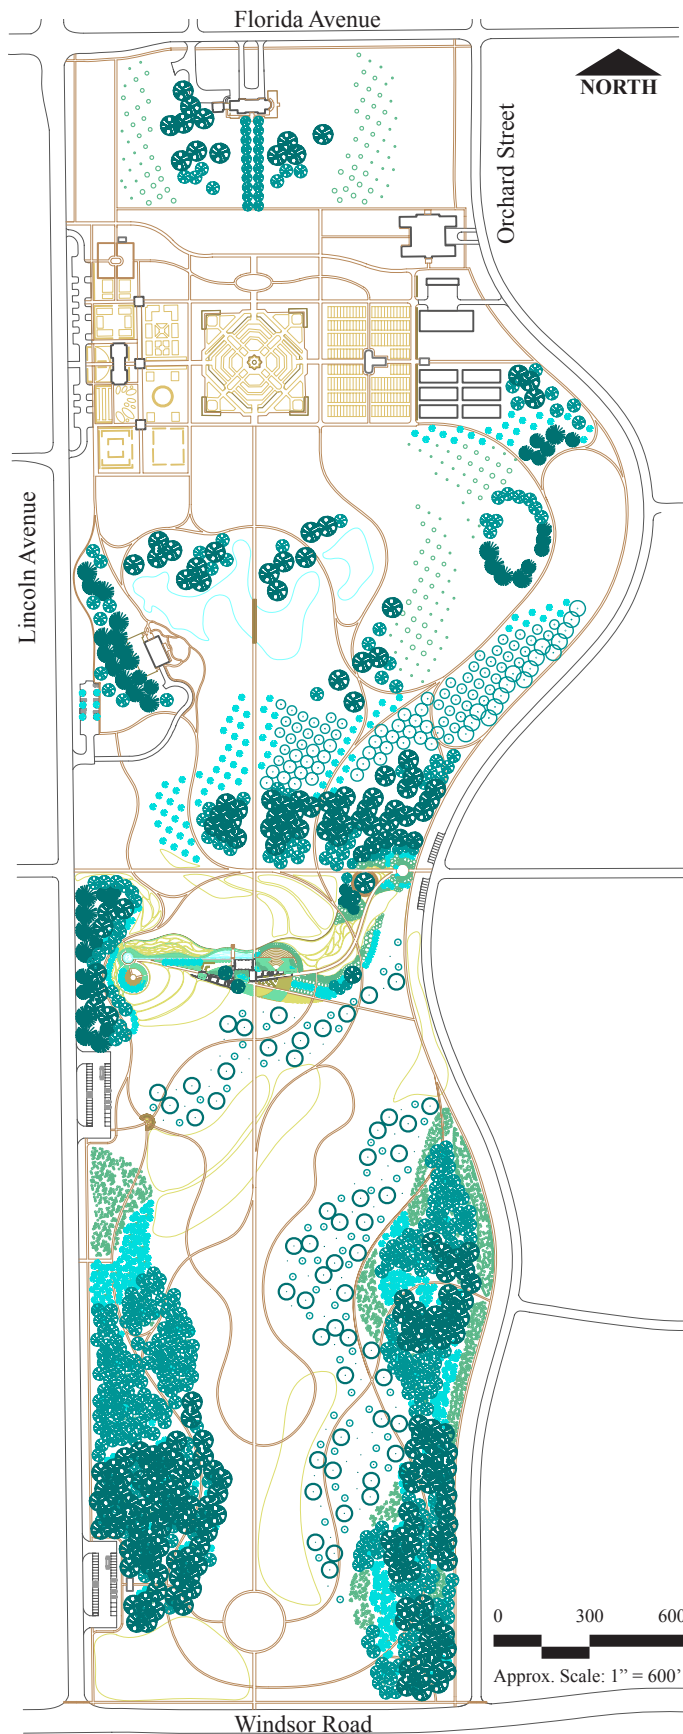 Florida Avenue
NORTH
Orchard Street
Lincoln Avenue
0 300 600
Approx. Scale: 1” = 600’
Windsor Road